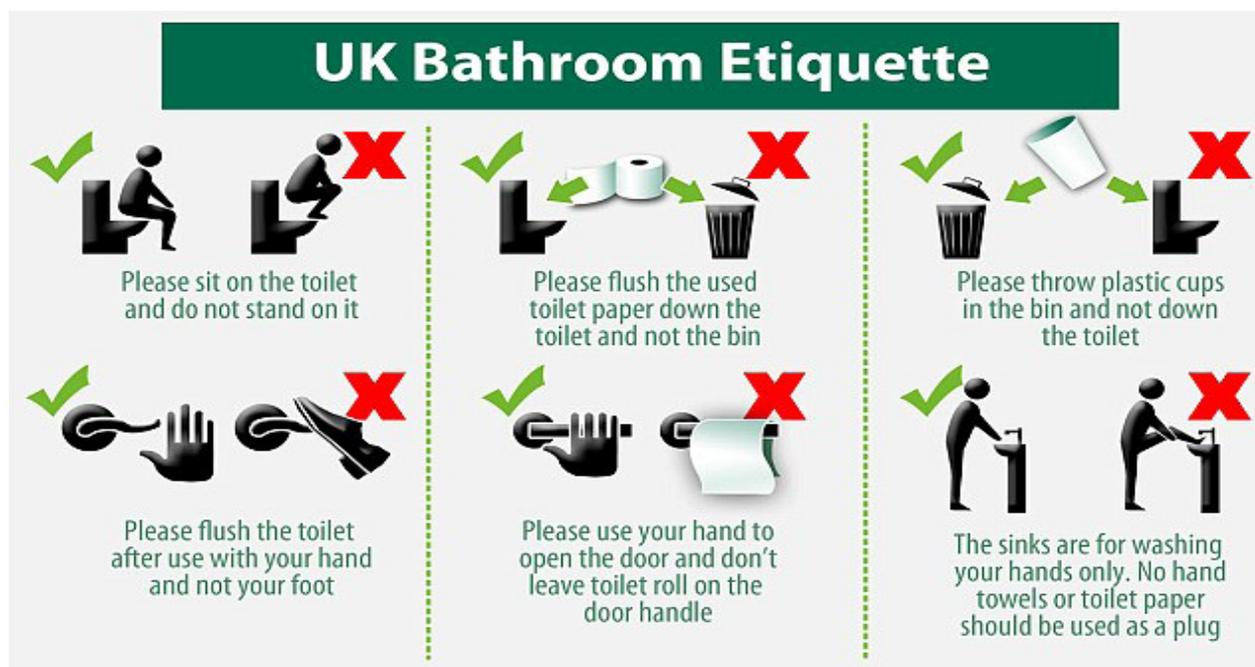 UK Bathroom Etiquette
Please sit on the toilet
and do not stand on it
Please flush the used
toilet paper down the
toilet and not the bin
Please throw plastic cups
in the bin and not down
the toilet
Please flush the toilet
after use with your hand
and not your foot
Please use your hand to
open the door and don't
leave toilet roll on the
door handle
The sinks are for washing
your hands only. No hand
towels or toilet paper
should be used as a plug